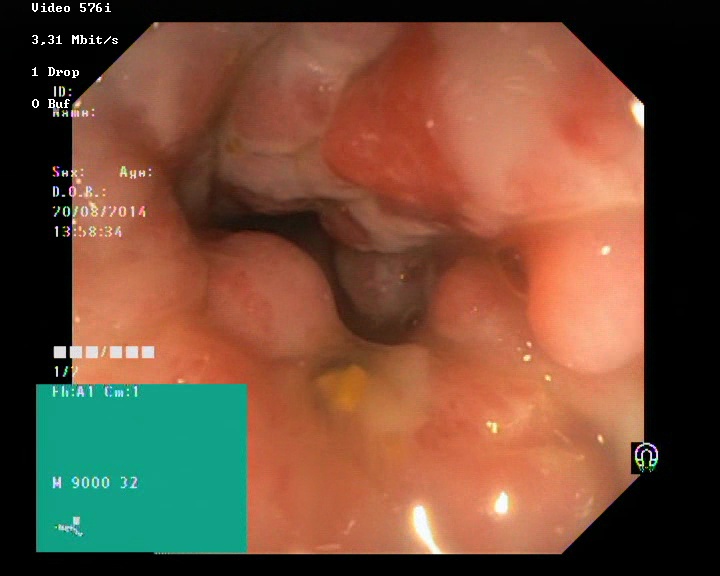 Video 576i
3,31 Mbit/s
1 Drop
0 Buf
ID:
Name:
Sex: Age:
D.O.B.:
20/08/2014
13:58:34
■■■/■■■
1/7
Eh:A1 Cm:1
M 9000 32